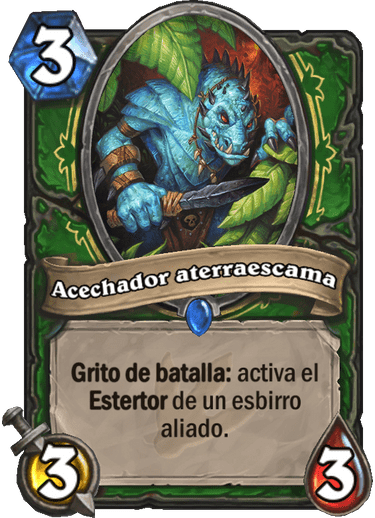 3
Acechador aterraescama
Grito de batalla: activa el
Estertor de un esbirro
aliado.
3
3